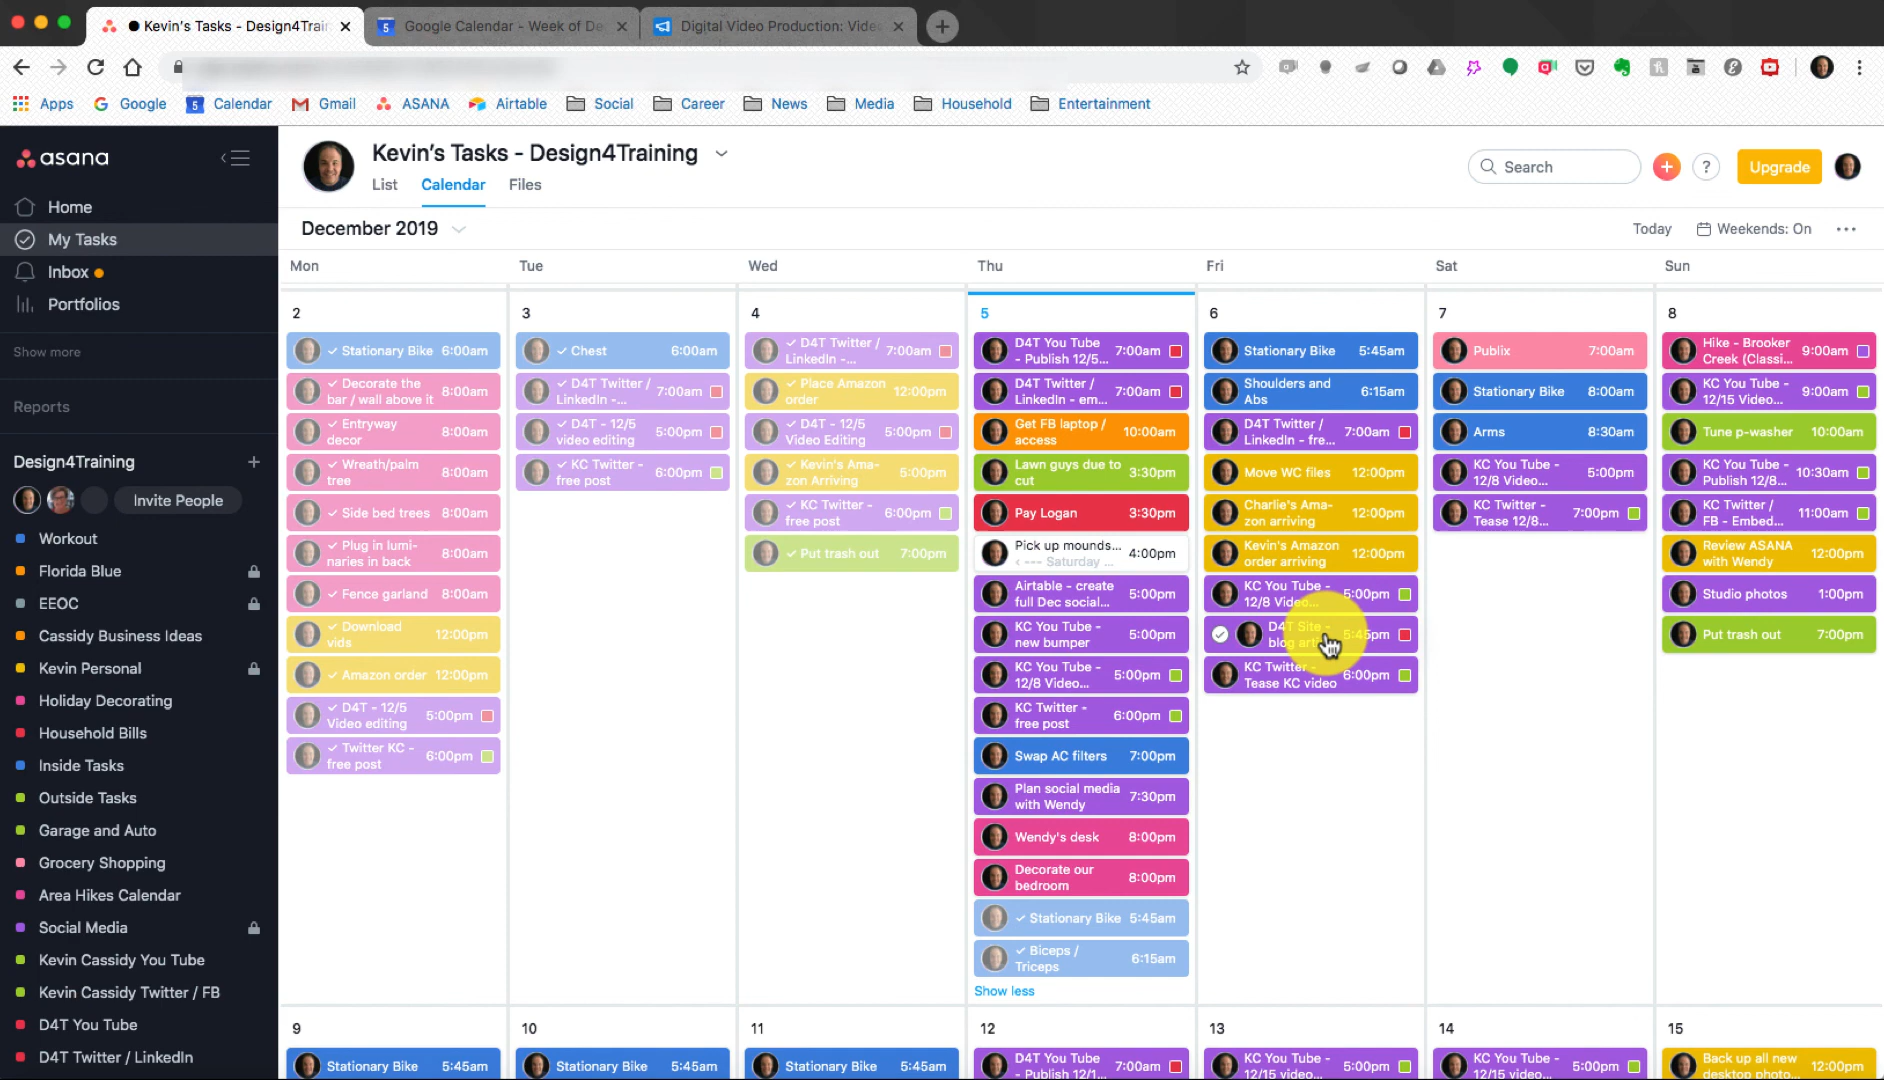 Kevin's Tasks - Design4Train
Google Calendar - Week of De
Digital Video Production: Vide
Apps
Google
Calendar
Gmail
ASANA
Airtable
Social
Career
News
Media
Household
Entertainment
asana
Home
My Tasks
Inbox
Portfolios
Show more
Reports
Design4Training
Invite People
Workout
Florida Blue
EEOC
Cassidy Business Ideas
Kevin Personal
Holiday Decorating
Household Bills
Inside Tasks
Outside Tasks
Garage and Auto
Grocery Shopping
Area Hikes Calendar
Social Media
Kevin Cassidy You Tube
Kevin Cassidy Twitter / FB
D4T You Tube
D4T Twitter / LinkedIn
Kevin's Tasks - Design4Training
List Calendar Files
Search
Upgrade
December 2019
Today
Weekends: On
Mon Tue Wed Thu Fri Sat Sun
2
✓ Stationary Bike 6:00am
✓ Decorate the
bar / wall above it 8:00am
✓ Entryway
decor 8:00am
✓ Wreath/palm
tree 8:00am
✓ Side bed trees 8:00am
✓ Plug in lumi-
naries in back 8:00am
✓ Fence garland 8:00am
✓ Download
vids 12:00pm
✓ Amazon order 12:00pm
✓ D4T - 12/5
Video editing 5:00pm
✓ Twitter KC -
free post 6:00pm
3
✓ Chest 6:00am
✓ D4T Twitter /
LinkedIn -... 7:00am
✓ D4T - 12/5
video editing 5:00pm
✓ KC Twitter -
free post 6:00pm
4
✓ D4T Twitter /
LinkedIn -... 7:00am
✓ Place Amazon
order 12:00pm
✓ D4T - 12/5
Video Editing 5:00pm
✓ Kevin's Ama-
zon Arriving 5:00pm
✓ KC Twitter -
free post 6:00pm
✓ Put trash out 7:00pm
5
D4T You Tube
- Publish 12/5... 7:00am
D4T Twitter /
LinkedIn - em... 7:00am
Get FB laptop /
access 10:00am
Lawn guys due to
cut 3:30pm
Pay Logan 3:30pm
Pick up mounds... 4:00pm
‹ --- Saturday ...
Airtable - create
full Dec social... 5:00pm
KC You Tube -
new bumper 5:00pm
KC You Tube -
12/8 Video... 5:00pm
KC Twitter -
free post 6:00pm
Swap AC filters 7:00pm
Plan social media
with Wendy 7:30pm
Wendy's desk 8:00pm
Decorate our
bedroom 8:00pm
✓ Stationary Bike 5:45am
✓ Biceps /
Triceps 6:15am
Show less
6
Stationary Bike 5:45am
Shoulders and
Abs 6:15am
D4T Twitter /
LinkedIn - fre... 7:00am
Move WC files 12:00pm
Charlie's Ama-
zon arriving 12:00pm
Kevin's Amazon
order arriving 12:00pm
KC You Tube -
12/8 Video... 5:00pm
D4T Site -
blog art 5:45pm
KC Twitter -
Tease KC video 6:00pm
7
Publix 7:00am
Stationary Bike 8:00am
Arms 8:30am
KC You Tube -
12/8 Video... 5:00pm
KC Twitter -
Tease 12/8... 7:00pm
8
Hike - Brooker
Creek (Classi... 9:00am
KC You Tube -
12/15 Video... 9:00am
Tune p-washer 10:00am
KC You Tube -
Publish 12/8... 10:30am
KC Twitter /
FB - Embed... 11:00am
Review ASANA
with Wendy 12:00pm
Studio photos 1:00pm
Put trash out 7:00pm
9
Stationary Bike 5:45am
10
Stationary Bike 5:45am
11
Stationary Bike 5:45am
12
D4T You Tube
- Publish 12/1... 7:00am
13
KC You Tube -
12/15 video... 5:00pm
14
KC You Tube -
12/15 video... 5:00pm
15
Back up all new
desktop photo... 12:00pm